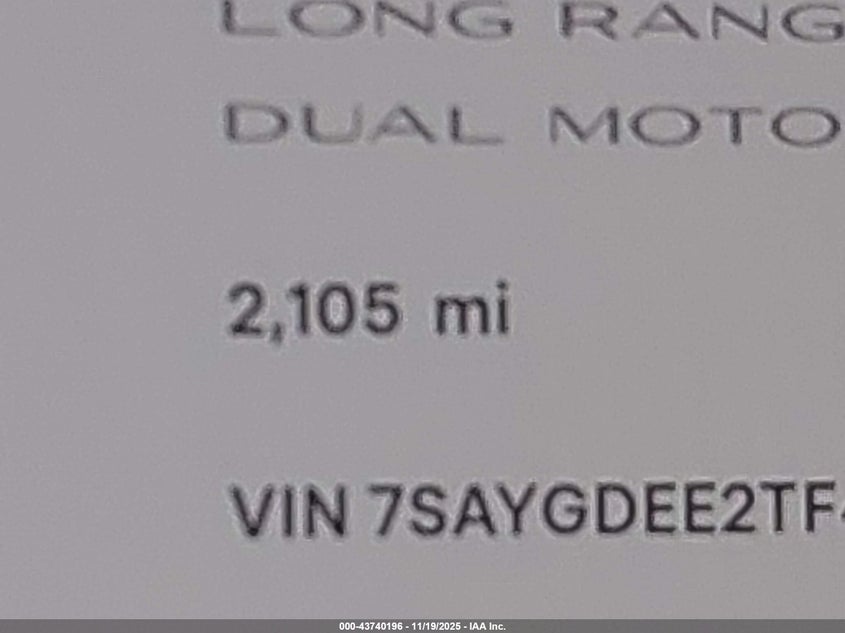 LONG RANG
DUAL MOTO
2,105 mi
VIN 7SAYGDEE2TF
000-43740196 - 11/19/2025 - IAA Inc.